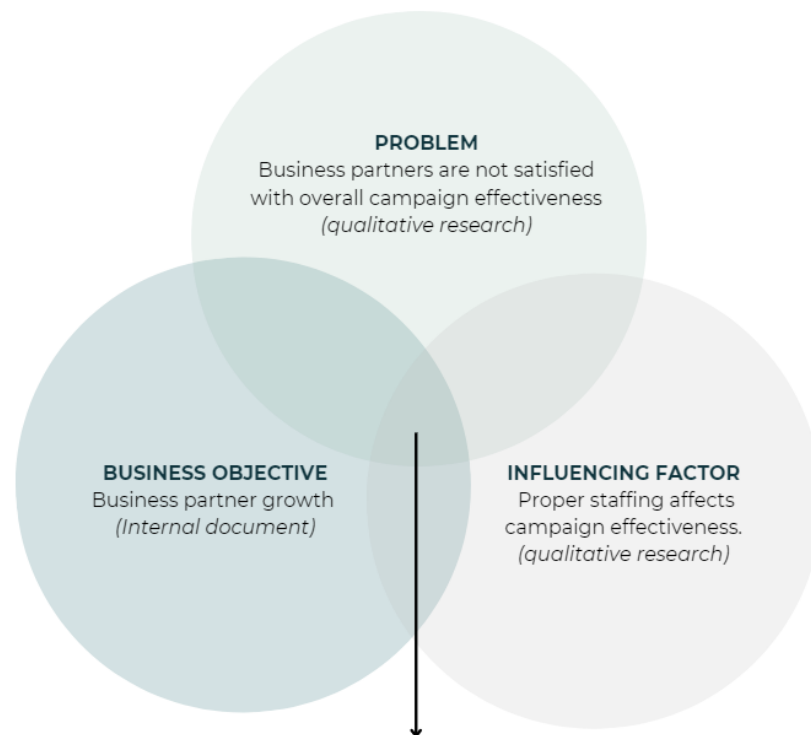 PROBLEM
Business partners are not satisfied
with overall campaign effectiveness
(qualitative research)
BUSINESS OBJECTIVE
Business partner growth
(Internal document)
INFLUENCING FACTOR
Proper staffing affects
campaign effectiveness.
(qualitative research)